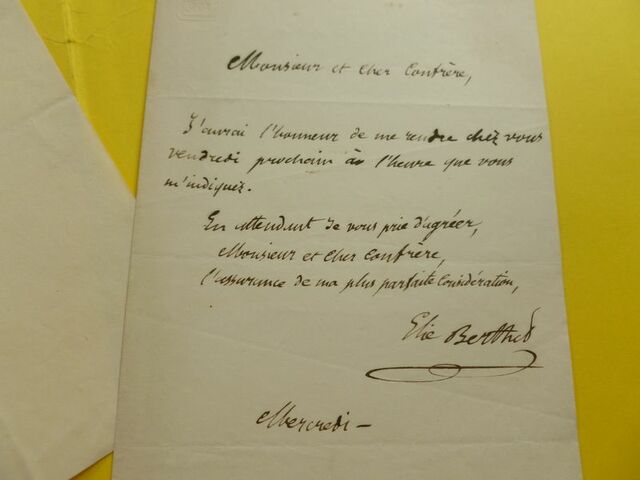 Monsieur et cher Confrère,
J'aurai l'honneur de me rendre chez vous
vendredi prochain à l'heure que vous
m'indiquez.
En attendant je vous prie d'agréer,
Monsieur et cher Confrère,
l'assurance de ma plus parfaite considération,
Elie Berthet
Mercredi –